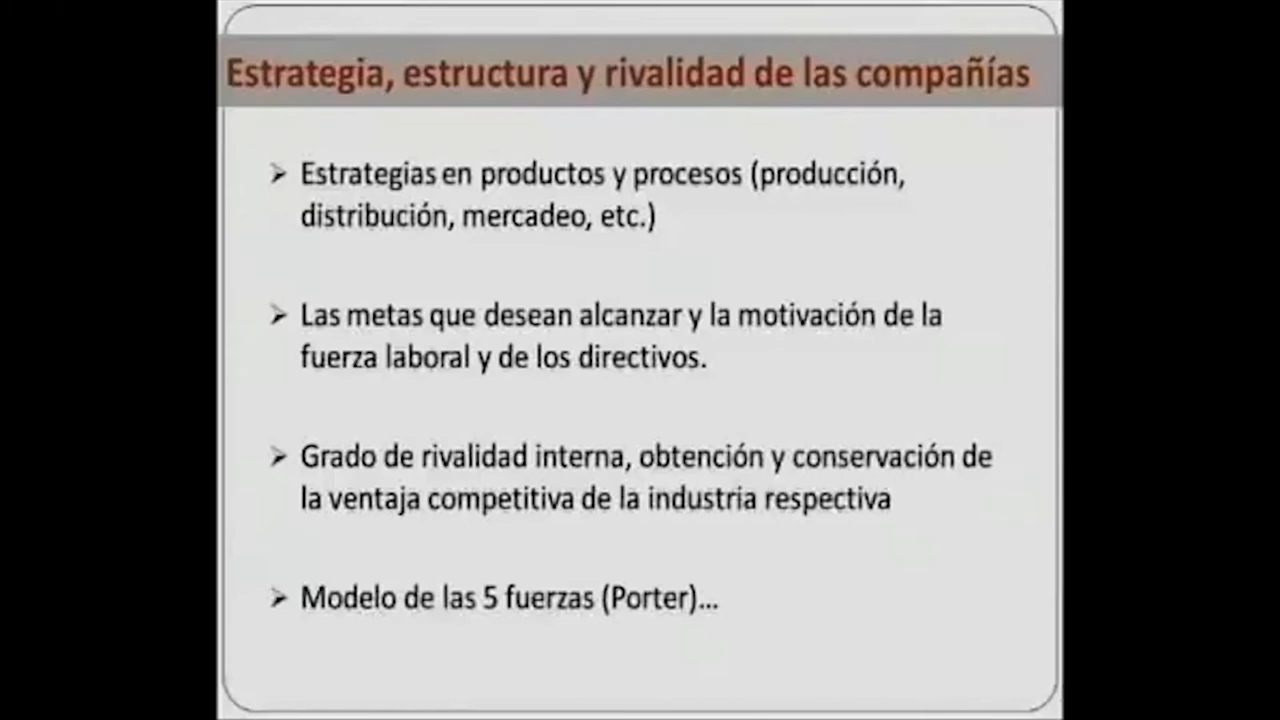 Estrategia, estructura y rivalidad de las compañías
➢ Estrategias en productos y procesos (producción,
distribución, mercadeo, etc.)
➢ Las metas que desean alcanzar y la motivación de la
fuerza laboral y de los directivos.
➢ Grado de rivalidad interna, obtención y conservación de
la ventaja competitiva de la industria respectiva
➢ Modelo de las 5 fuerzas (Porter)...